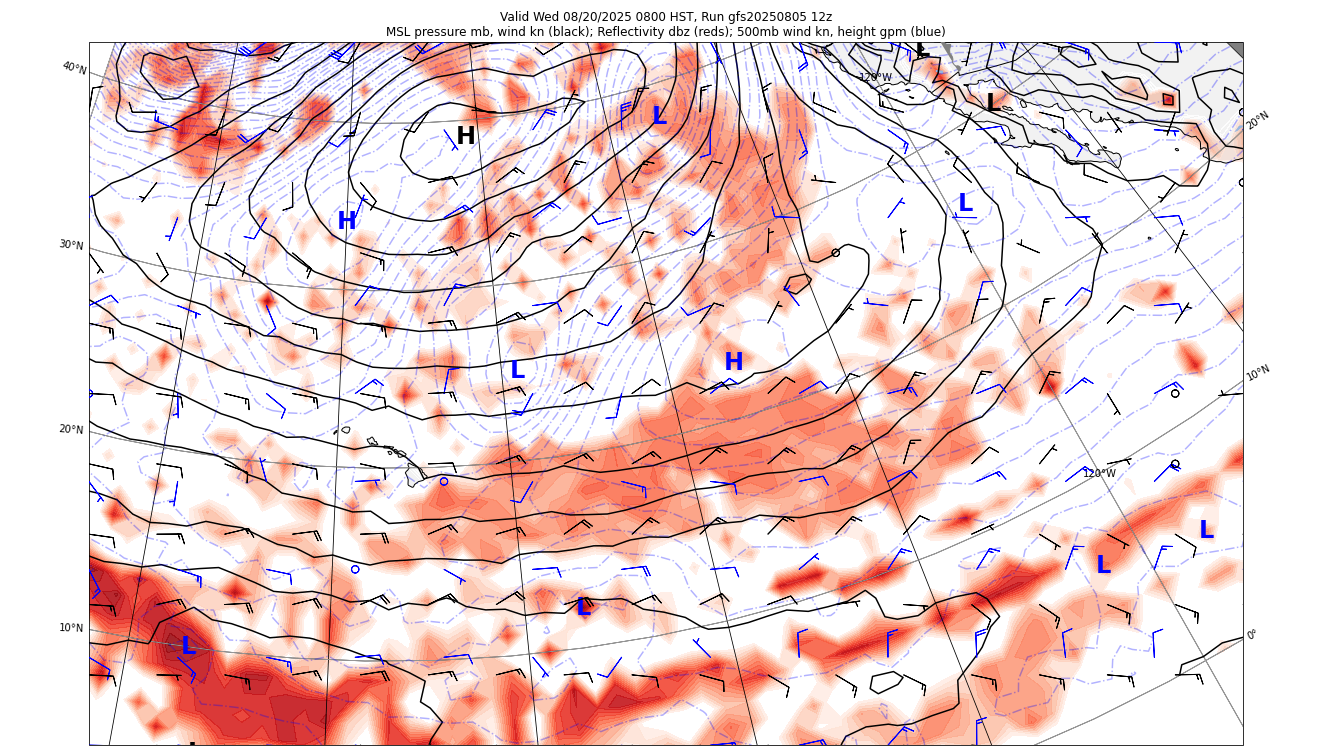 Valid Wed 08/20/2025 0800 HST, Run gfs20250805 12z
MSL pressure mb, wind kn (black); Reflectivity dbz (reds); 500mb wind kn, height gpm (blue)
L
40°N
120°W
L
L
20°N
H
L
H
30°N
H
L
10°N
20°N
120°W
L
L
L
10°N
0°
L